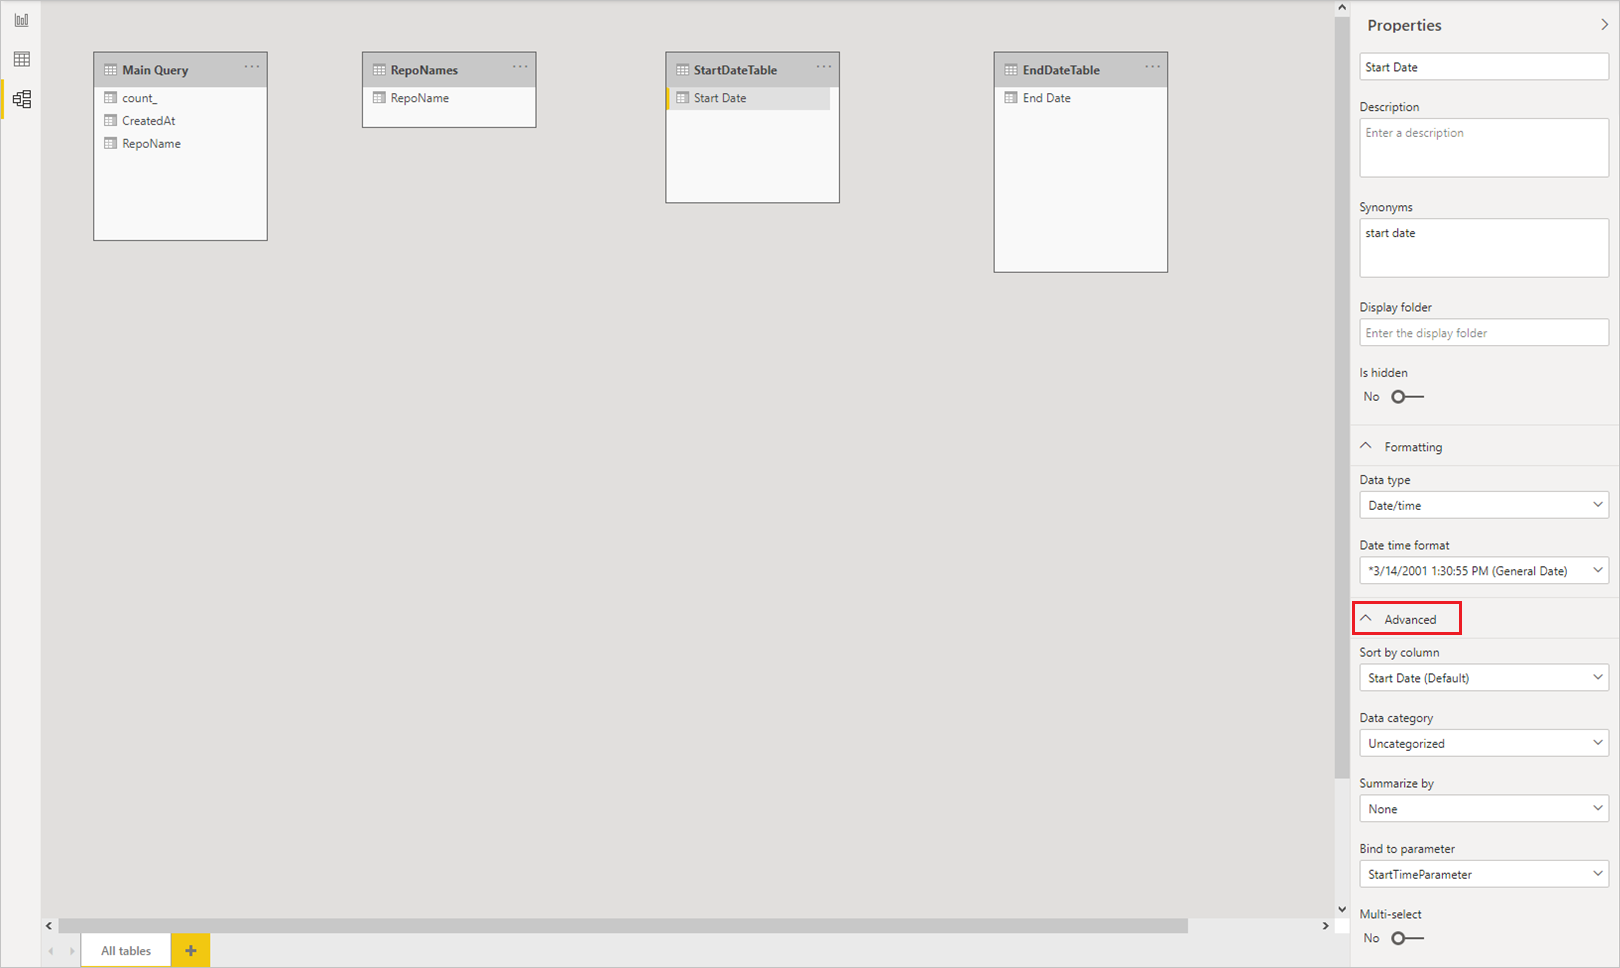 Main Query
count_
CreatedAt
RepoName
RepoNames
RepoName
StartDateTable
Start Date
EndDateTable
End Date
All tables
Properties
Start Date
Description
Enter a description
Synonyms
start date
Display folder
Enter the display folder
Is hidden
No
Formatting
Data type
Date/time
Date time format
*3/14/2001 1:30:55 PM (General Date)
Advanced
Sort by column
Start Date (Default)
Data category
Uncategorized
Summarize by
None
Bind to parameter
StartTimeParameter
Multi-select
No